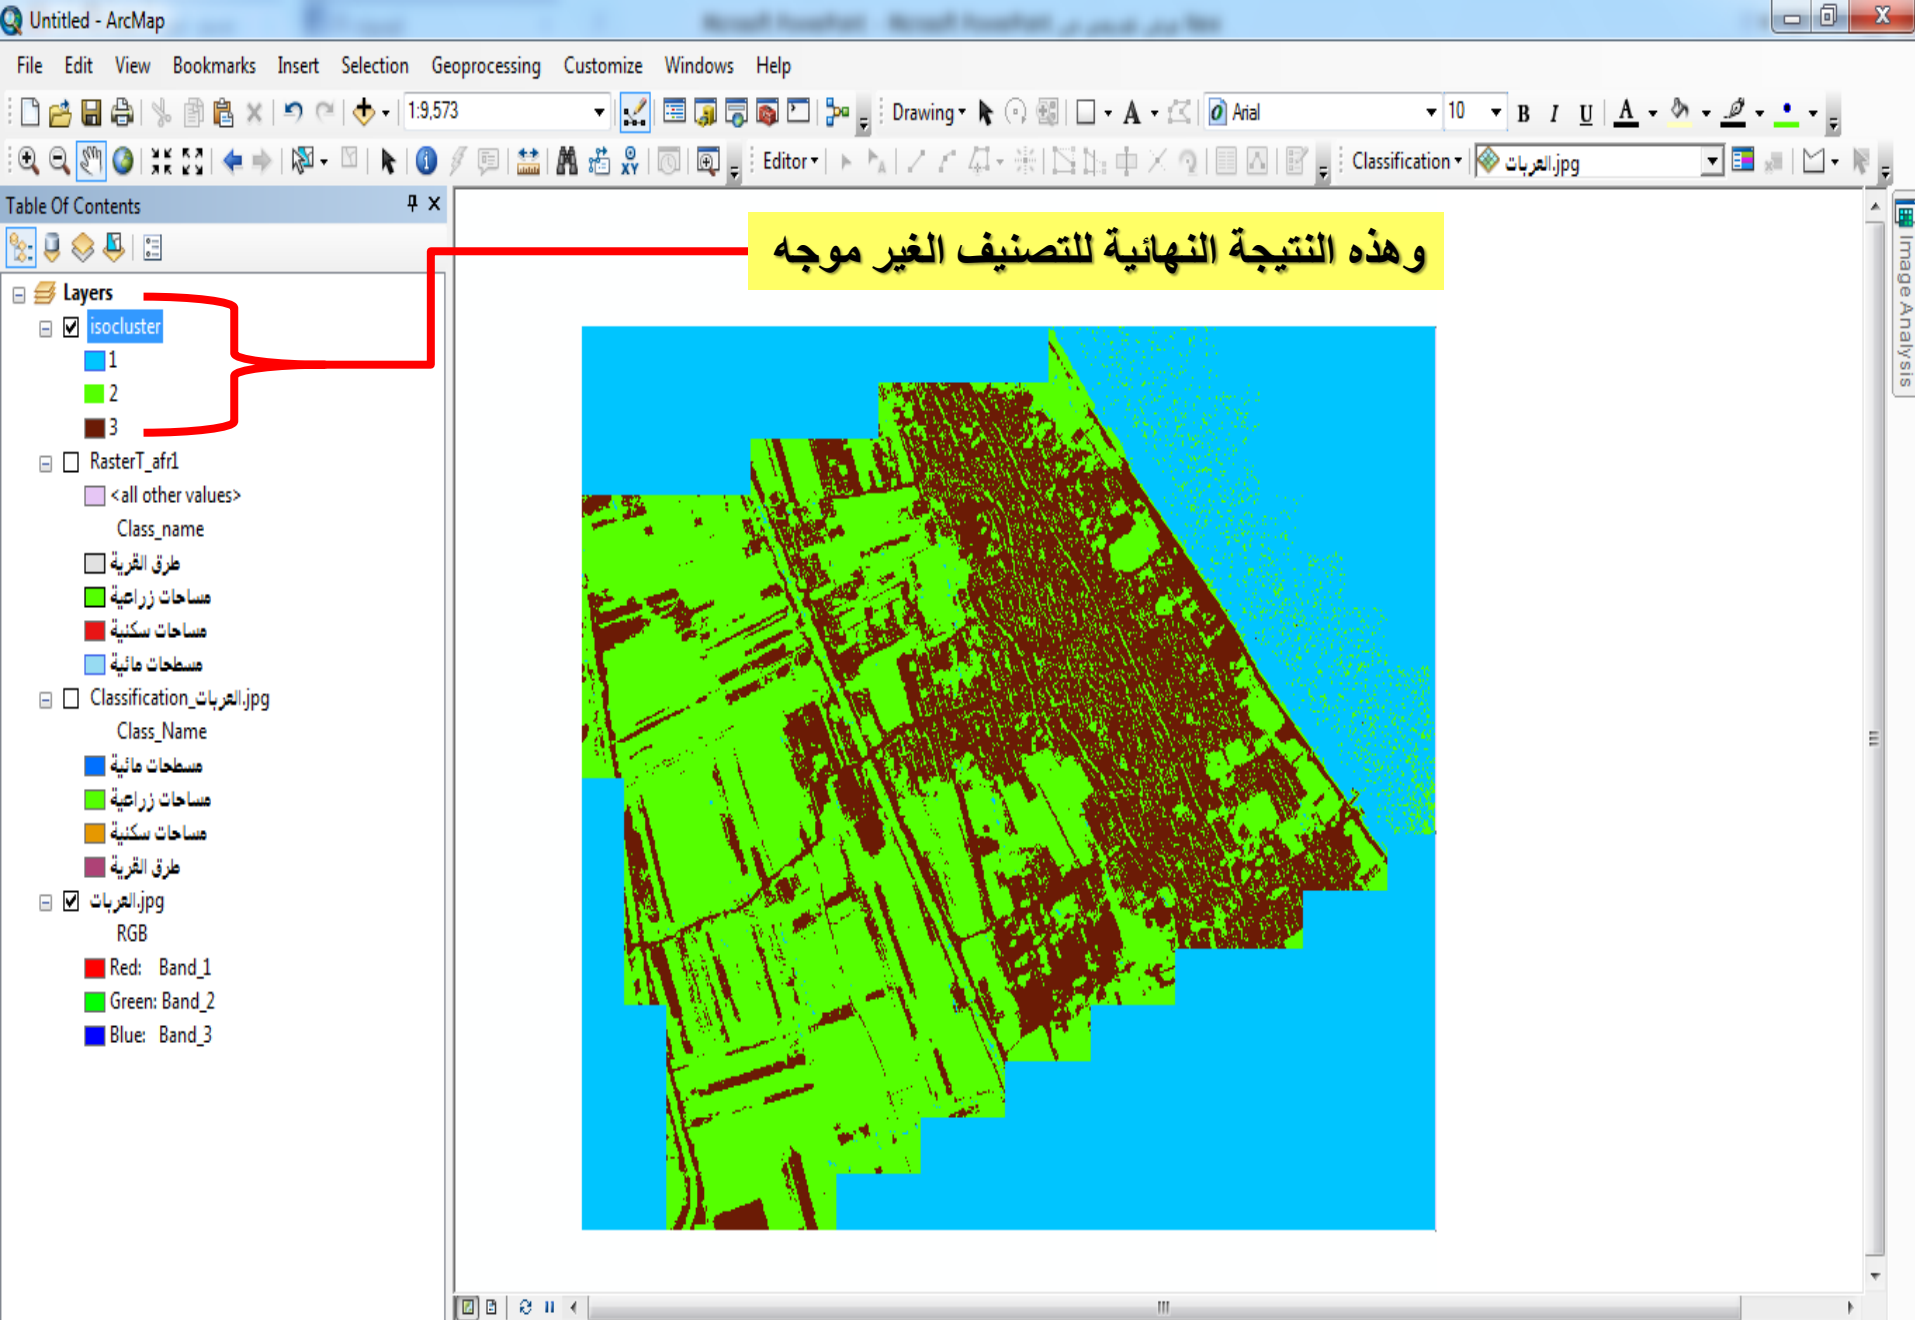 Untitled - ArcMap
File Edit View Bookmarks Insert Selection Geoprocessing Customize Windows Help
1:9,573 Drawing Arial 10 B I U A
Editor Classification العربات.jpg
Table Of Contents
وهذه النتيجة النهائية للتصنيف الغير موجه
Layers
isocluster
1
2
3
RasterT_afr1
<all other values>
Class_name
طرق القرية
مساحات زراعية
مساحات سكنية
مسطحات مائية
Classification_العربات.jpg
Class_Name
مسطحات مائية
مساحات زراعية
مساحات سكنية
طرق القرية
العربات.jpg
RGB
Red: Band_1
Green: Band_2
Blue: Band_3
Image Analysis